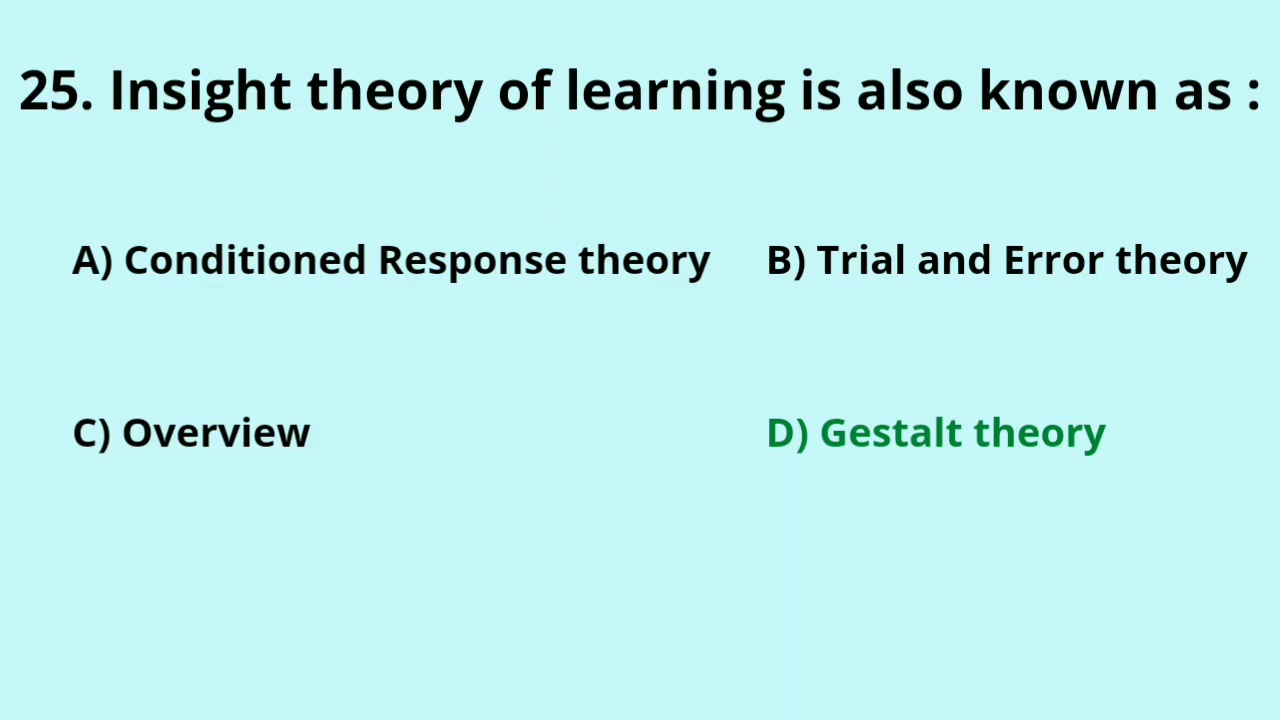 25. Insight theory of learning is also known as :
A) Conditioned Response theory
B) Trial and Error theory
C) Overview
D) Gestalt theory